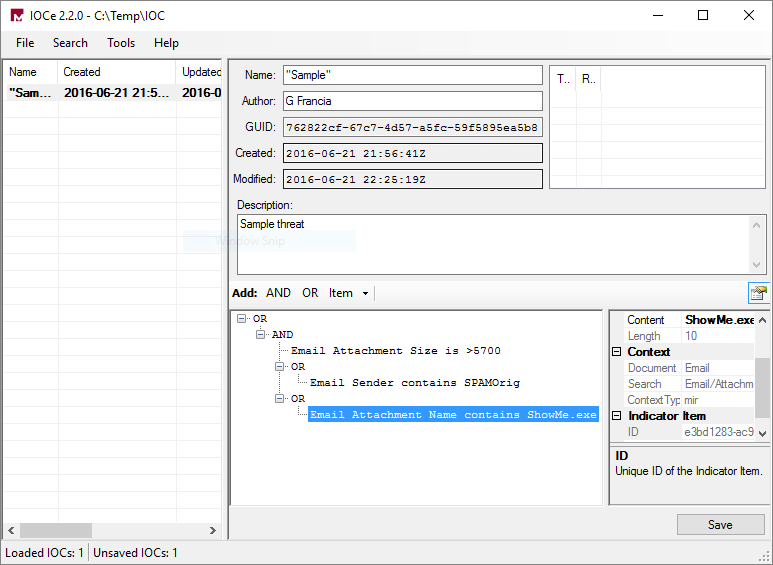 IOCe 2.2.0 - C:\Temp\IOC
File Search Tools Help
Name Created Updated
"Sam... 2016-06-21 21:5... 2016-0
Name: "Sample"
Author: G Francia
GUID: 762822cf-67c7-4d57-a5fc-59f5895ea5b8
Created: 2016-06-21 21:56:41Z
Modified: 2016-06-21 22:25:19Z
T.. R..
Description:
Sample threat
Window Snip
Add: AND OR Item
OR
AND
Email Attachment Size is >5700
OR
Email Sender contains SPAMOrig
OR
Email Attachment Name contains ShowMe.exe
Content ShowMe.exe
Length 10
Context
Document Email
Search Email/Attachm
ContextTyp mir
Indicator Item
ID e3bd1283-ac9
ID
Unique ID of the Indicator Item.
Save
Loaded IOCs: 1 Unsaved IOCs: 1